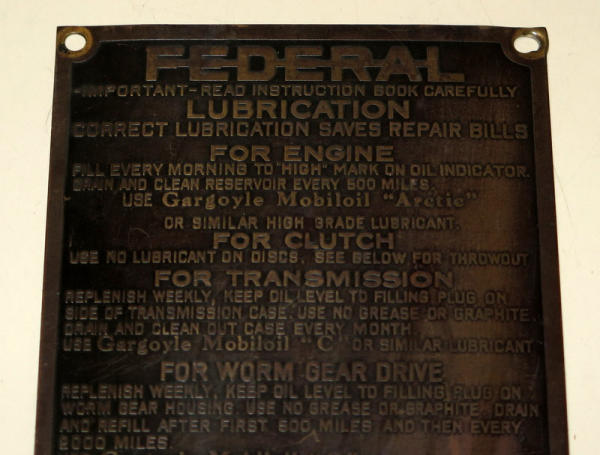 FEDERAL
-IMPORTANT- READ INSTRUCTION BOOK CAREFULLY
LUBRICATION
CORRECT LUBRICATION SAVES REPAIR BILLS
FOR ENGINE
FILL EVERY MORNING TO "HIGH" MARK ON OIL INDICATOR.
DRAIN AND CLEAN RESERVOIR EVERY 500 MILES.
USE Gargoyle Mobiloil "Arctic"
OR SIMILAR HIGH GRADE LUBRICANT.
FOR CLUTCH
USE NO LUBRICANT ON DISCS. SEE BELOW FOR THROWOUT
FOR TRANSMISSION
REPLENISH WEEKLY, KEEP OIL LEVEL TO FILLING PLUG ON
SIDE OF TRANSMISSION CASE. USE NO GREASE OR GRAPHITE.
DRAIN AND CLEAN OUT CASE EVERY MONTH.
USE Gargoyle Mobiloil "C" OR SIMILAR LUBRICANT
FOR WORM GEAR DRIVE
REPLENISH WEEKLY, KEEP OIL LEVEL TO FILLING PLUG ON
WORM GEAR HOUSING. USE NO GREASE OR GRAPHITE. DRAIN
AND REFILL AFTER FIRST 500 MILES AND THEN EVERY
2000 MILES.
Gargoyle Mobiloil